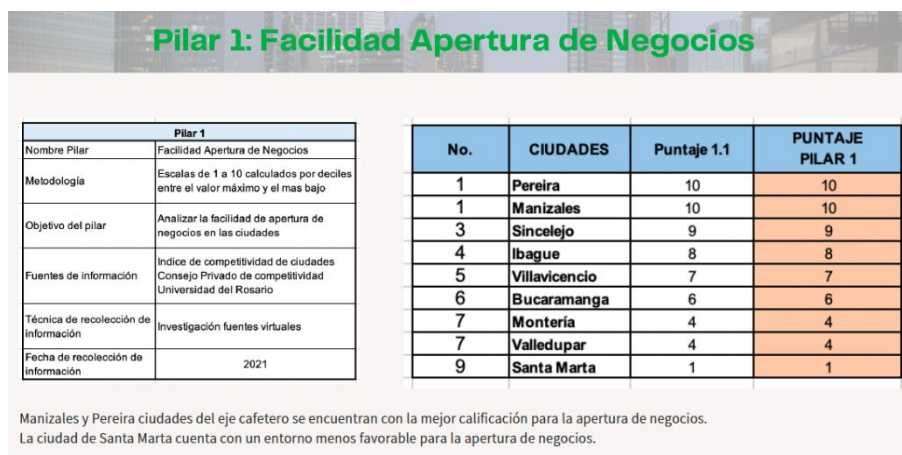 Pilar 1: Facilidad Apertura de Negocios
Pilar 1
Nombre Pilar Facilidad Apertura de Negocios
Metodología Escalas de 1 a 10 calculados por deciles
entre el valor máximo y el mas bajo
Objetivo del pilar Analizar la facilidad de apertura de
negocios en las ciudades
Fuentes de información Indice de competitividad de ciudades
Consejo Privado de competitividad
Universidad del Rosario
Técnica de recolección de
información Investigación fuentes virtuales
Fecha de recolección de
información 2021
No. CIUDADES Puntaje 1.1 PUNTAJE
PILAR 1
1 Pereira 10 10
1 Manizales 10 10
3 Sincelejo 9 9
4 Ibague 8 8
5 Villavicencio 7 7
6 Bucaramanga 6 6
7 Montería 4 4
7 Valledupar 4 4
9 Santa Marta 1 1
Manizales y Pereira ciudades del eje cafetero se encuentran con la mejor calificación para la apertura de negocios.
La ciudad de Santa Marta cuenta con un entorno menos favorable para la apertura de negocios.